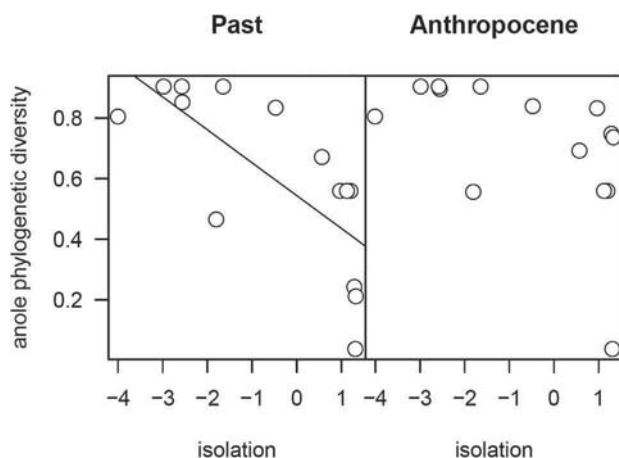 Past Anthropocene
anole phylogenetic diversity
0.8
0.6
0.4
0.2
−4 −3 −2 −1 0 1 −4 −3 −2 −1 0 1
isolation isolation